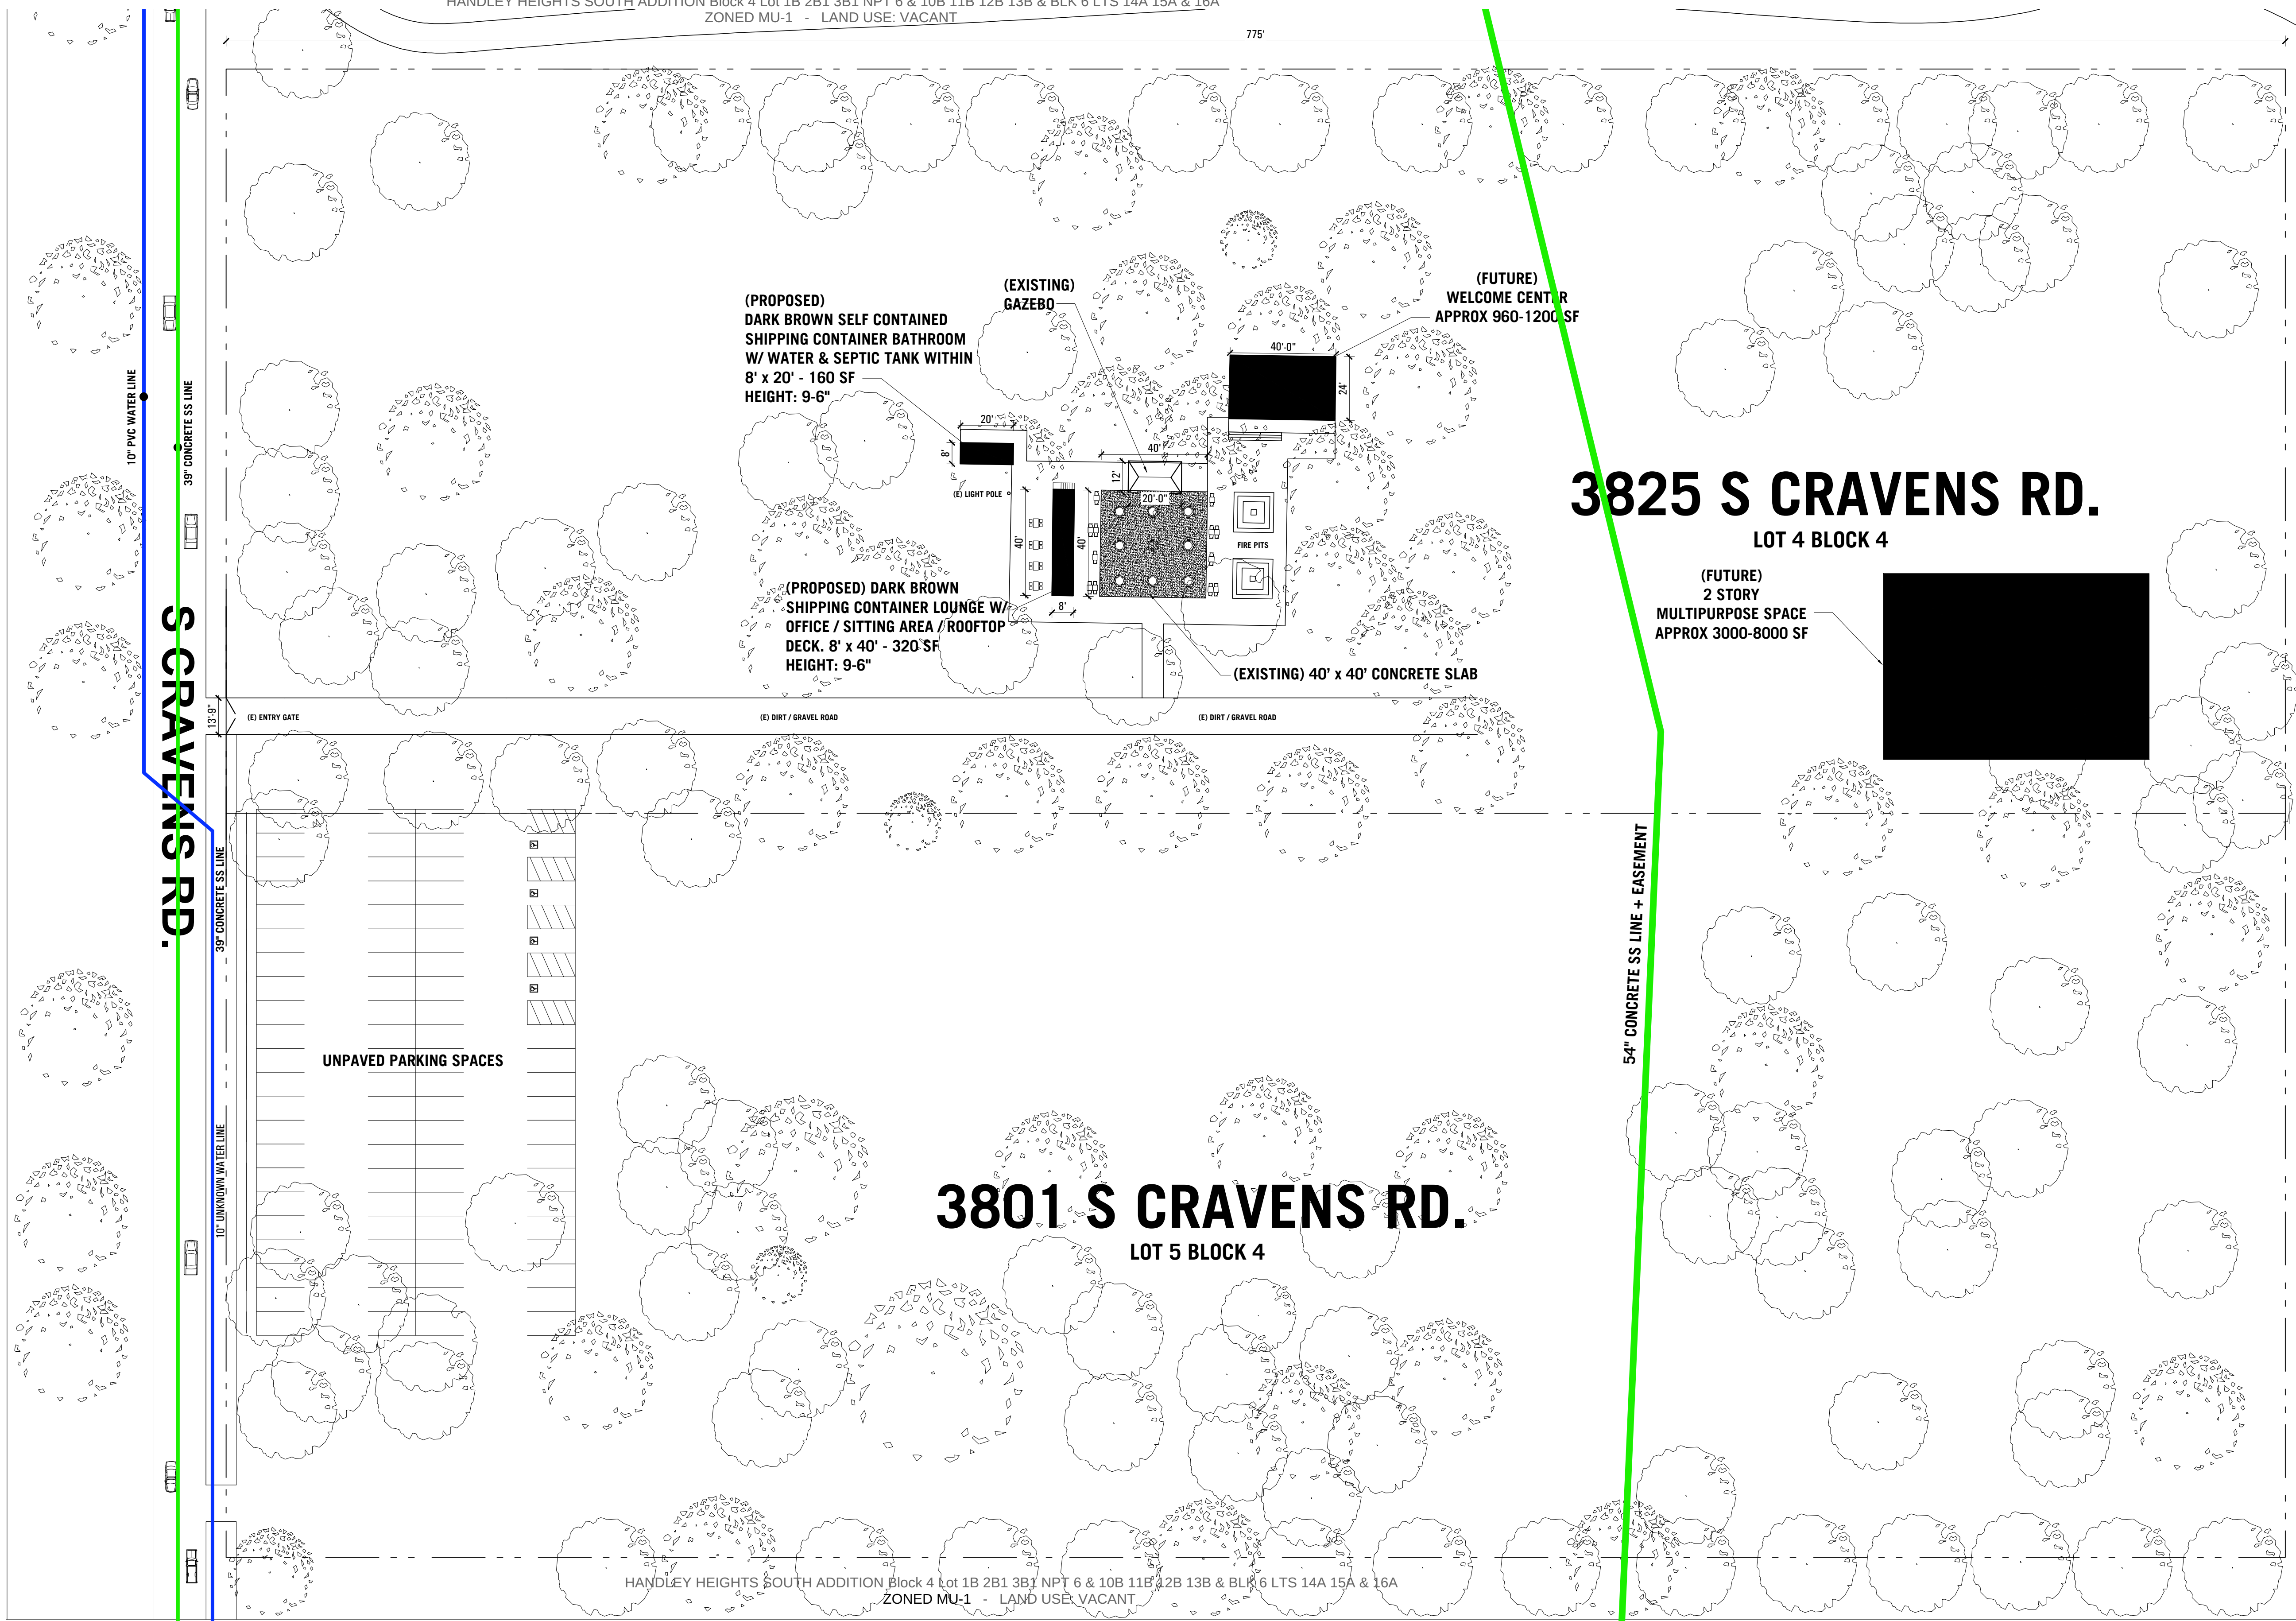 HANDLEY HEIGHTS SOUTH ADDITION Block 4 Lot 1B 2B1 3B1 NPT 6 & 10B 11B 12B 13B & BLK 6 LTS 14A 15A & 16A
ZONED MU-1 - LAND USE: VACANT
775'
(FUTURE)
WELCOME CENTER
APPROX 960-1200 SF
(EXISTING)
GAZEBO
(PROPOSED)
DARK BROWN SELF CONTAINED
SHIPPING CONTAINER BATHROOM
W/ WATER & SEPTIC TANK WITHIN
8' x 20' - 160 SF
HEIGHT: 9-6"
40'-0"
24'
20'
8'
40'
12'
20'-0"
(E) LIGHT POLE
40'
40'
8'
FIRE PITS
10" PVC WATER LINE
39" CONCRETE SS LINE
3825 S CRAVENS RD.
LOT 4 BLOCK 4
(FUTURE)
2 STORY
MULTIPURPOSE SPACE
APPROX 3000-8000 SF
(PROPOSED) DARK BROWN
SHIPPING CONTAINER LOUNGE W/
OFFICE / SITTING AREA / ROOFTOP
DECK. 8' x 40' - 320 SF
HEIGHT: 9-6"
(EXISTING) 40' x 40' CONCRETE SLAB
S CRAVENS RD.
13'-9"
(E) ENTRY GATE
(E) DIRT / GRAVEL ROAD
(E) DIRT / GRAVEL ROAD
39" CONCRETE SS LINE
54" CONCRETE SS LINE + EASEMENT
UNPAVED PARKING SPACES
10" UNKNOWN WATER LINE
3801 S CRAVENS RD.
LOT 5 BLOCK 4
HANDLEY HEIGHTS SOUTH ADDITION Block 4 Lot 1B 2B1 3B1 NPT 6 & 10B 11B 12B 13B & BLK 6 LTS 14A 15A & 16A
ZONED MU-1 - LAND USE: VACANT